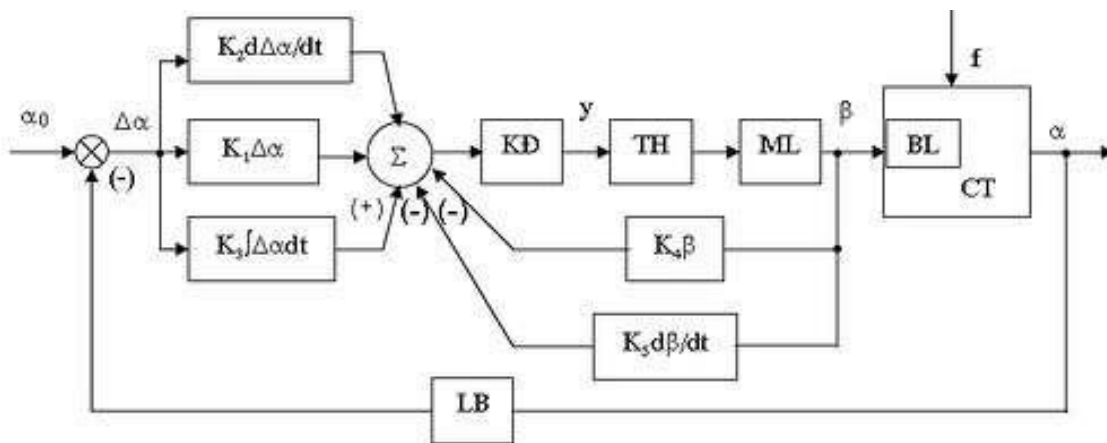 K₂dΔα/dt
f
α₀
Δα
y
β
α
(-)
K₁Δα
Σ
KĐ
TH
ML
BL
CT
(+)
(-)
(-)
K₃∫Δαdt
K₄β
K₅dβ/dt
LB